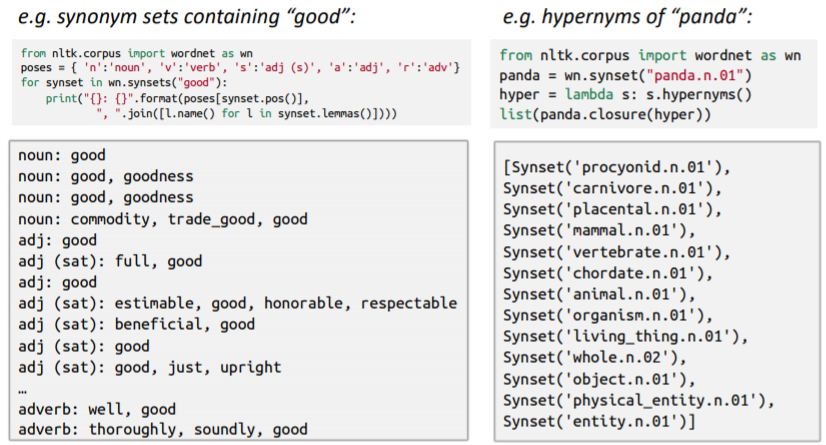 e.g. synonym sets containing “good”:
from nltk.corpus import wordnet as wn
poses = { 'n':'noun', 'v':'verb', 's':'adj (s)', 'a':'adj', 'r':'adv'}
for synset in wn.synsets("good"):
    print("{}: {}".format(poses[synset.pos()],
        ", ".join([l.name() for l in synset.lemmas()])))
noun: good
noun: good, goodness
noun: good, goodness
noun: commodity, trade_good, good
adj: good
adj (sat): full, good
adj: good
adj (sat): estimable, good, honorable, respectable
adj (sat): beneficial, good
adj (sat): good
adj (sat): good, just, upright
…
adverb: well, good
adverb: thoroughly, soundly, good
e.g. hypernyms of “panda”:
from nltk.corpus import wordnet as wn
panda = wn.synset("panda.n.01")
hyper = lambda s: s.hypernyms()
list(panda.closure(hyper))
[Synset('procyonid.n.01'),
Synset('carnivore.n.01'),
Synset('placental.n.01'),
Synset('mammal.n.01'),
Synset('vertebrate.n.01'),
Synset('chordate.n.01'),
Synset('animal.n.01'),
Synset('organism.n.01'),
Synset('living_thing.n.01'),
Synset('whole.n.02'),
Synset('object.n.01'),
Synset('physical_entity.n.01'),
Synset('entity.n.01')]